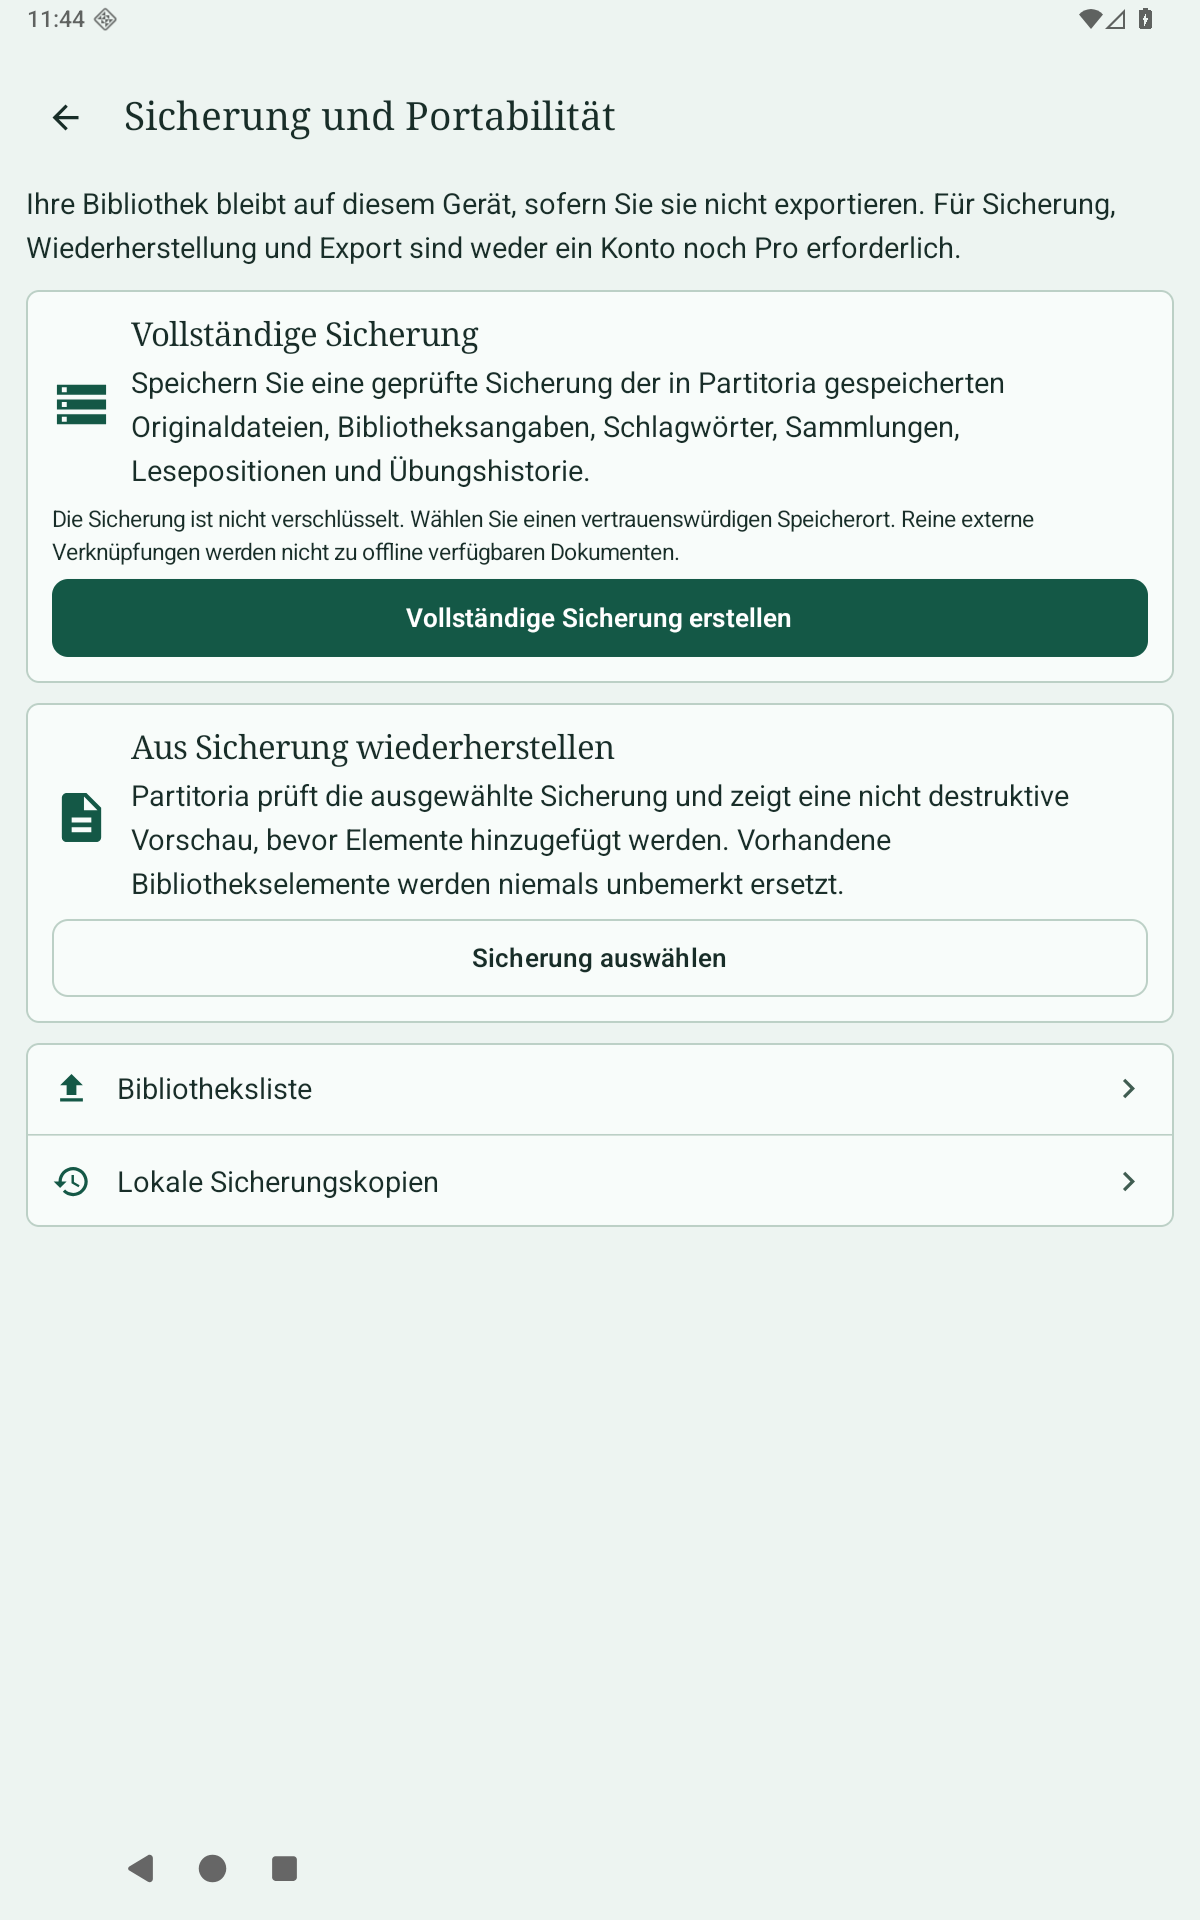 11:44
Sicherung und Portabilität
Ihre Bibliothek bleibt auf diesem Gerät, sofern Sie sie nicht exportieren. Für Sicherung,
Wiederherstellung und Export sind weder ein Konto noch Pro erforderlich.
Vollständige Sicherung
Speichern Sie eine geprüfte Sicherung der in Partitoria gespeicherten
Originaldateien, Bibliotheksangaben, Schlagwörter, Sammlungen,
Lesepositionen und Übungshistorie.
Die Sicherung ist nicht verschlüsselt. Wählen Sie einen vertrauenswürdigen Speicherort. Reine externe
Verknüpfungen werden nicht zu offline verfügbaren Dokumenten.
Vollständige Sicherung erstellen
Aus Sicherung wiederherstellen
Partitoria prüft die ausgewählte Sicherung und zeigt eine nicht destruktive
Vorschau, bevor Elemente hinzugefügt werden. Vorhandene
Bibliothekselemente werden niemals unbemerkt ersetzt.
Sicherung auswählen
Bibliotheksliste
Lokale Sicherungskopien